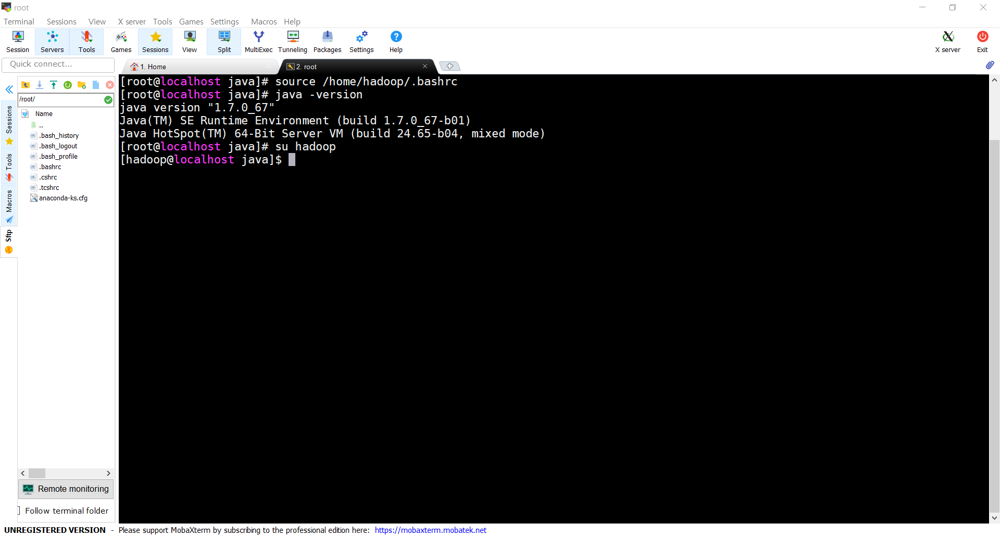 root
Terminal Sessions View X server Tools Games Settings Macros Help
Session Servers Tools Games Sessions View Split MultiExec Tunneling Packages Settings Help X server Exit
Quick connect...
1. Home
2. root
/root/
Name
..
.bash_history
.bash_logout
.bash_profile
.bashrc
.cshrc
.tcshrc
anaconda-ks.cfg
Sessions
Tools
Macros
Sftp
[root@localhost java]# source /home/hadoop/.bashrc
[root@localhost java]# java -version
java version "1.7.0_67"
Java(TM) SE Runtime Environment (build 1.7.0_67-b01)
Java HotSpot(TM) 64-Bit Server VM (build 24.65-b04, mixed mode)
[root@localhost java]# su hadoop
[hadoop@localhost java]$
Remote monitoring
Follow terminal folder
UNREGISTERED VERSION - Please support MobaXterm by subscribing to the professional edition here: https://mobaxterm.mobatek.net